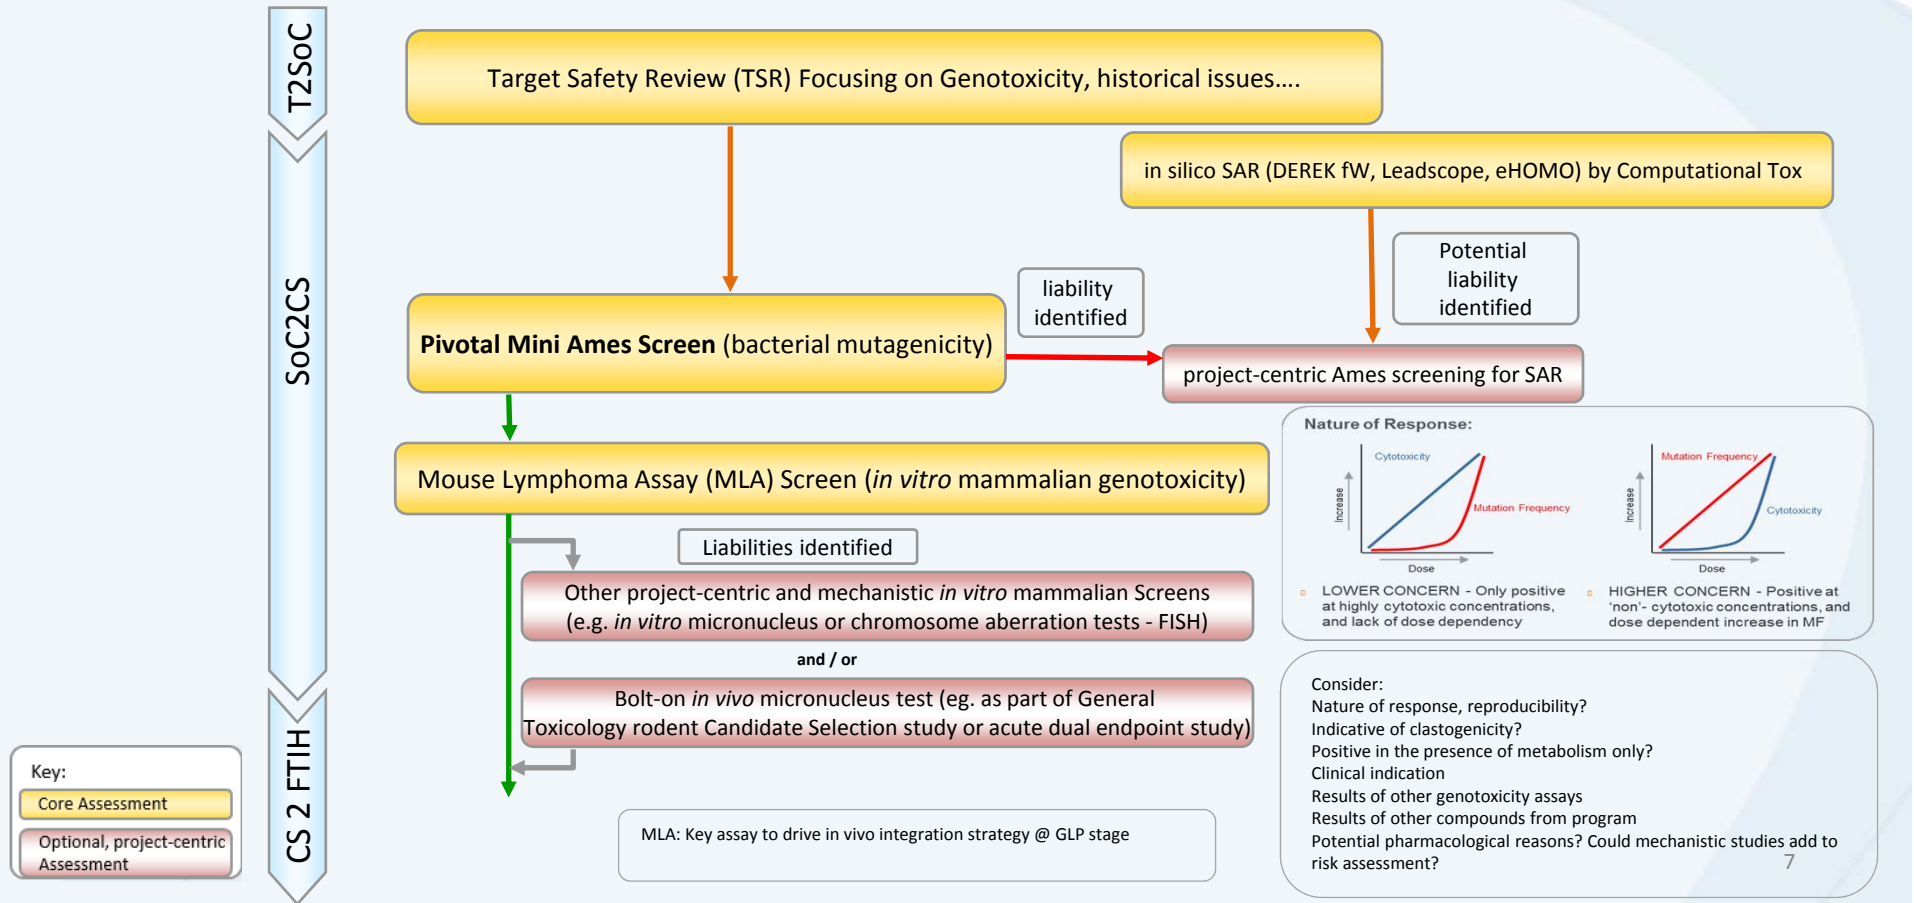 T2SoC
Target Safety Review (TSR) Focusing on Genotoxicity, historical issues....
SoC2CS
in silico SAR (DEREK fW, Leadscope, eHOMO) by Computational Tox
Potential
liability
identified
liability
identified
Pivotal Mini Ames Screen (bacterial mutagenicity)
project-centric Ames screening for SAR
Mouse Lymphoma Assay (MLA) Screen (in vitro mammalian genotoxicity)
Liabilities identified
Other project-centric and mechanistic in vitro mammalian Screens
(e.g. in vitro micronucleus or chromosome aberration tests - FISH)
and / or
Bolt-on in vivo micronucleus test (eg. as part of General
Toxicology rodent Candidate Selection study or acute dual endpoint study)
CS 2 FTIH
MLA: Key assay to drive in vivo integration strategy @ GLP stage
Key:
Core Assessment
Optional, project-centric
Assessment
Nature of Response:
Cytotoxicity
Mutation Frequency
Increase
Dose
LOWER CONCERN - Only positive
at highly cytotoxic concentrations,
and lack of dose dependency
Mutation Frequency
Cytotoxicity
Increase
Dose
HIGHER CONCERN - Positive at
'non'- cytotoxic concentrations, and
dose dependent increase in MF
Consider:
Nature of response, reproducibility?
Indicative of clastogenicity?
Positive in the presence of metabolism only?
Clinical indication
Results of other genotoxicity assays
Results of other compounds from program
Potential pharmacological reasons? Could mechanistic studies add to
risk assessment?
7